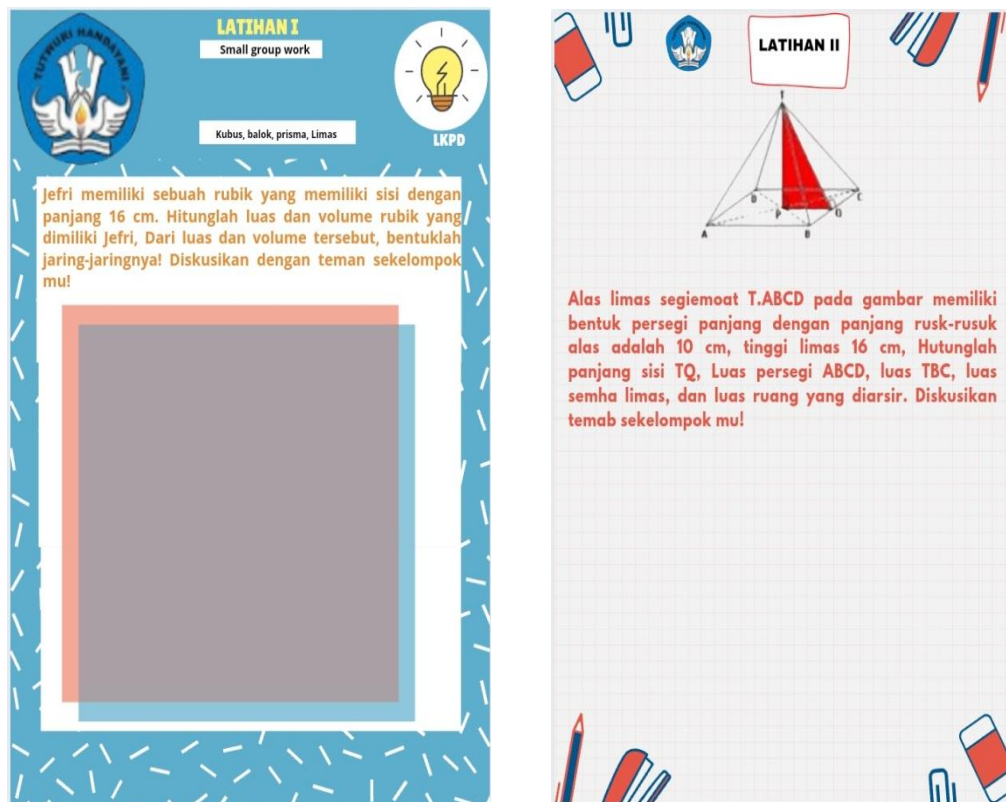 TUT WURI HANDAYANI
LATIHAN I
Small group work
Kubus, balok, prisma, Limas
LKPD
Jefri memiliki sebuah rubik yang memiliki sisi dengan
panjang 16 cm. Hitunglah luas dan volume rubik yang
dimiliki Jefri, Dari luas dan volume tersebut, bentuklah
jaring-jaringnya! Diskusikan dengan teman sekelompok
mu!
LATIHAN II
T
D
C
P
Q
A
B
Alas limas segiemoat T.ABCD pada gambar memiliki
bentuk persegi panjang dengan panjang rusk-rusuk
alas adalah 10 cm, tinggi limas 16 cm, Hutunglah
panjang sisi TQ, Luas persegi ABCD, luas TBC, luas
semha limas, dan luas ruang yang diarsir. Diskusikan
temab sekelompok mu!